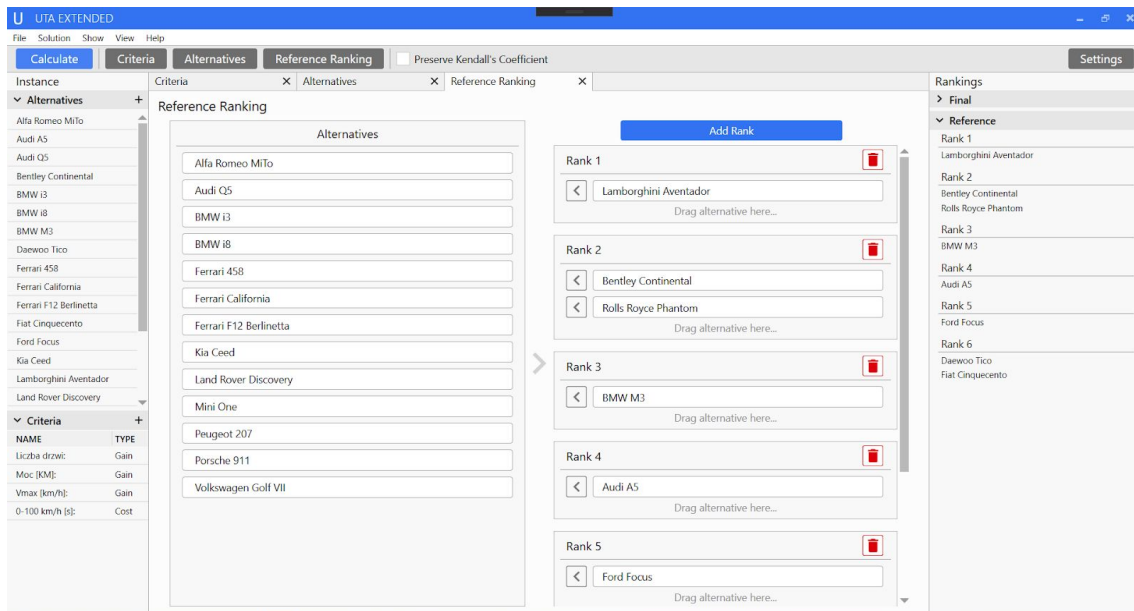 U UTA EXTENDED
File Solution Show View Help
Calculate Criteria Alternatives Reference Ranking Preserve Kendall's Coefficient Settings
Instance
Alternatives +
Alfa Romeo MiTo
Audi A5
Audi Q5
Bentley Continental
BMW i3
BMW i8
BMW M3
Daewoo Tico
Ferrari 458
Ferrari California
Ferrari F12 Berlinetta
Fiat Cinquecento
Ford Focus
Kia Ceed
Lamborghini Aventador
Land Rover Discovery
Criteria +
NAME TYPE
Liczba drzwi: Gain
Moc [KM]: Gain
Vmax [km/h]: Gain
0-100 km/h [s]: Cost
Criteria X Alternatives X Reference Ranking X
Reference Ranking
Alternatives
Alfa Romeo MiTo
Audi Q5
BMW i3
BMW i8
Ferrari 458
Ferrari California
Ferrari F12 Berlinetta
Kia Ceed
Land Rover Discovery
Mini One
Peugeot 207
Porsche 911
Volkswagen Golf VII
Add Rank
Rank 1
Lamborghini Aventador
Drag alternative here...
Rank 2
Bentley Continental
Rolls Royce Phantom
Drag alternative here...
Rank 3
BMW M3
Drag alternative here...
Rank 4
Audi A5
Drag alternative here...
Rank 5
Ford Focus
Drag alternative here...
Rankings
Final
Reference
Rank 1
Lamborghini Aventador
Rank 2
Bentley Continental
Rolls Royce Phantom
Rank 3
BMW M3
Rank 4
Audi A5
Rank 5
Ford Focus
Rank 6
Daewoo Tico
Fiat Cinquecento